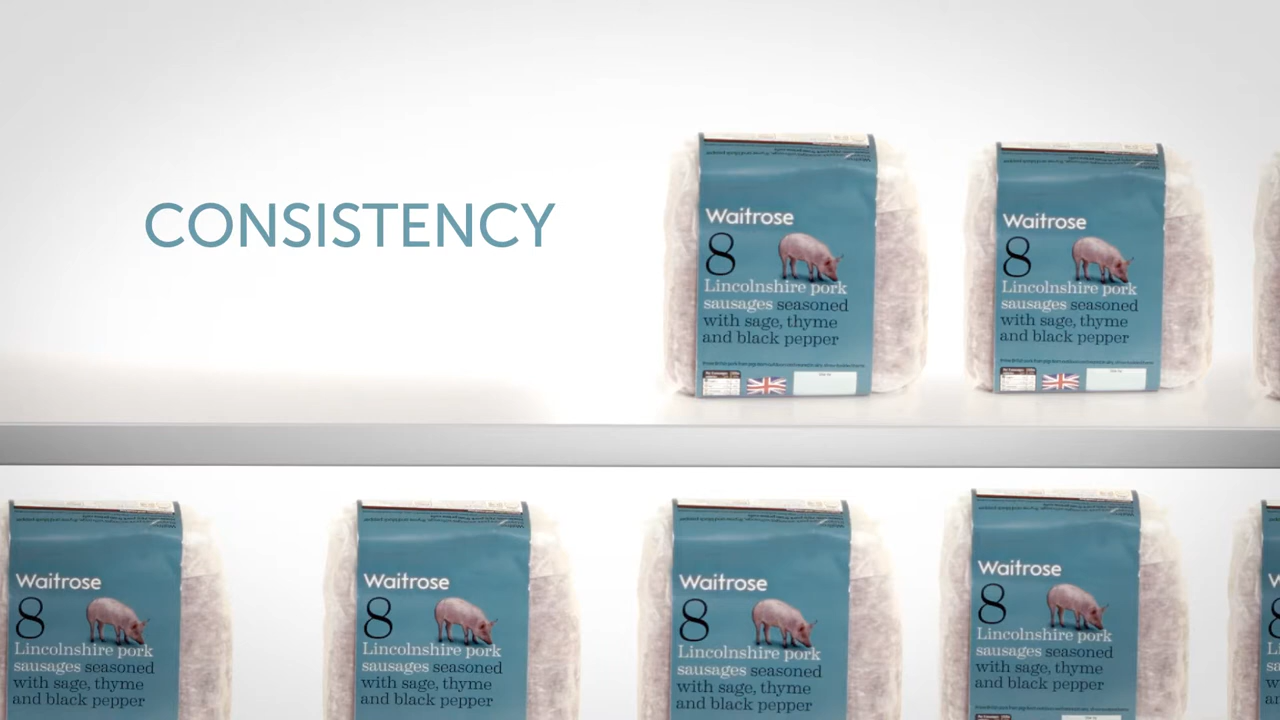 CONSISTENCY
Waitrose
8
Lincolnshire pork
sausages seasoned
with sage, thyme
and black pepper
Waitrose
8
Lincolnshire pork
sausages seasoned
with sage, thyme
and black pepper
Waitrose
8
Lincolnshire pork
sausages seasoned
with sage, thyme
and black pepper
Waitrose
8
Lincolnshire pork
sausages seasoned
with sage, thyme
and black pepper
Waitrose
8
Lincolnshire pork
sausages seasoned
with sage, thyme
and black pepper
Waitrose
8
Lincolnshire pork
sausages seasoned
with sage, thyme
and black pepper